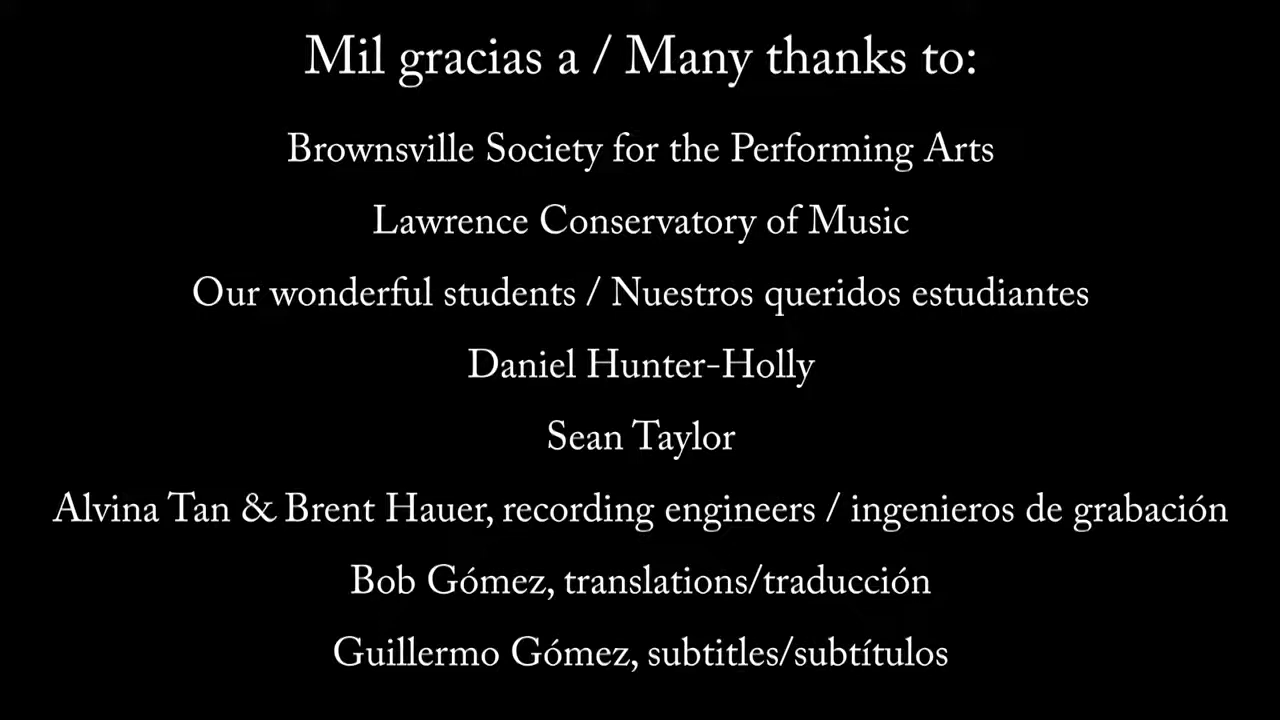 Mil gracias a / Many thanks to:
Brownsville Society for the Performing Arts
Lawrence Conservatory of Music
Our wonderful students / Nuestros queridos estudiantes
Daniel Hunter-Holly
Sean Taylor
Alvina Tan & Brent Hauer, recording engineers / ingenieros de grabación
Bob Gómez, translations/traducción
Guillermo Gómez, subtitles/subtítulos